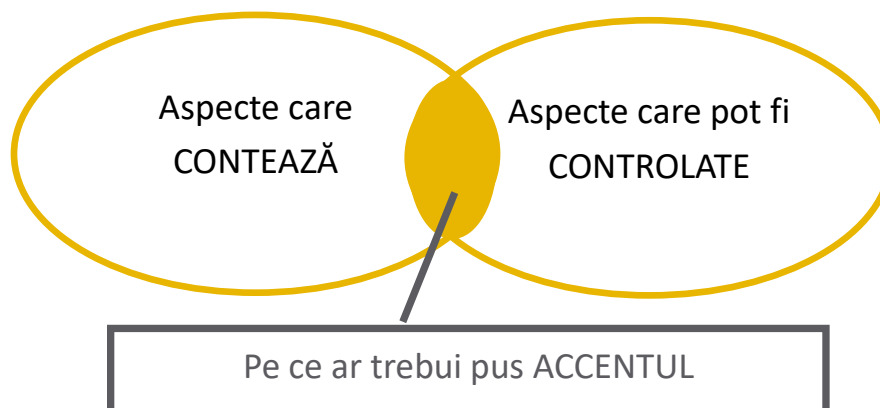 Aspecte care
CONTEAZĂ
Aspecte care pot fi
CONTROLATE
Pe ce ar trebui pus ACCENTUL